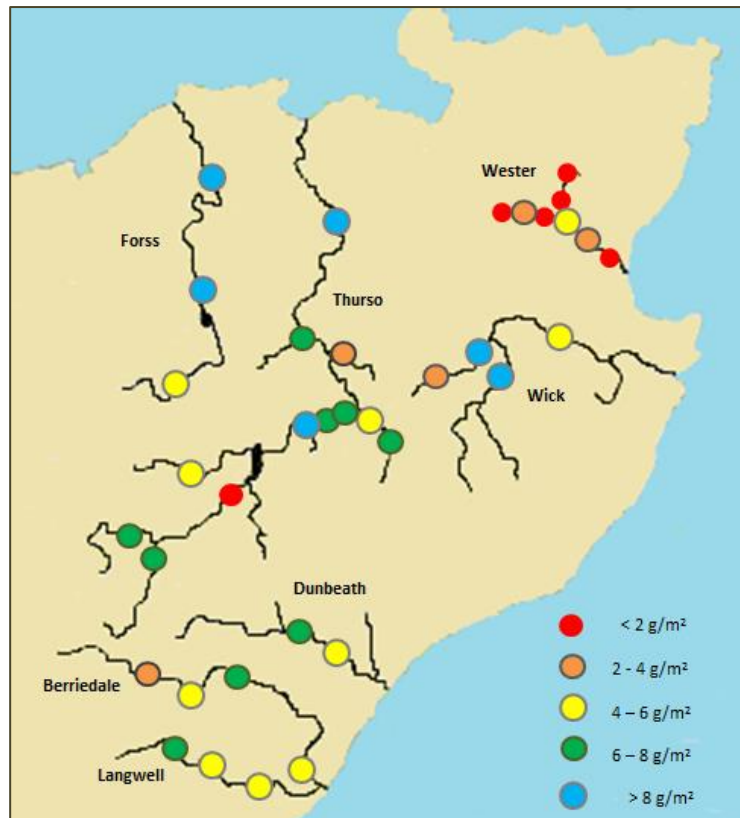 Wester
Forss
Thurso
Wick
Dunbeath
Berriedale
Langwell
< 2 g/m²
2 - 4 g/m²
4 – 6 g/m²
6 – 8 g/m²
> 8 g/m²